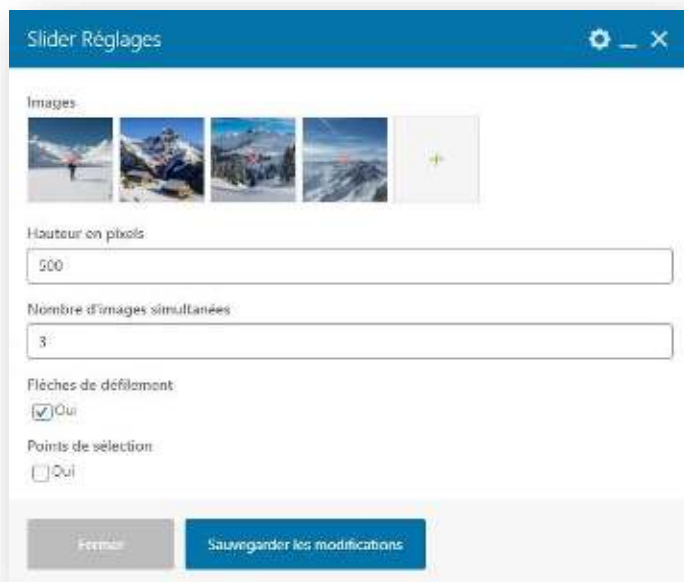 Slider Réglages
Images
Hauteur en pixels
500
Nombre d'images simultanées
3
Flèches de défilement
Oui
Points de sélection
Oui
Fermer
Sauvegarder les modifications